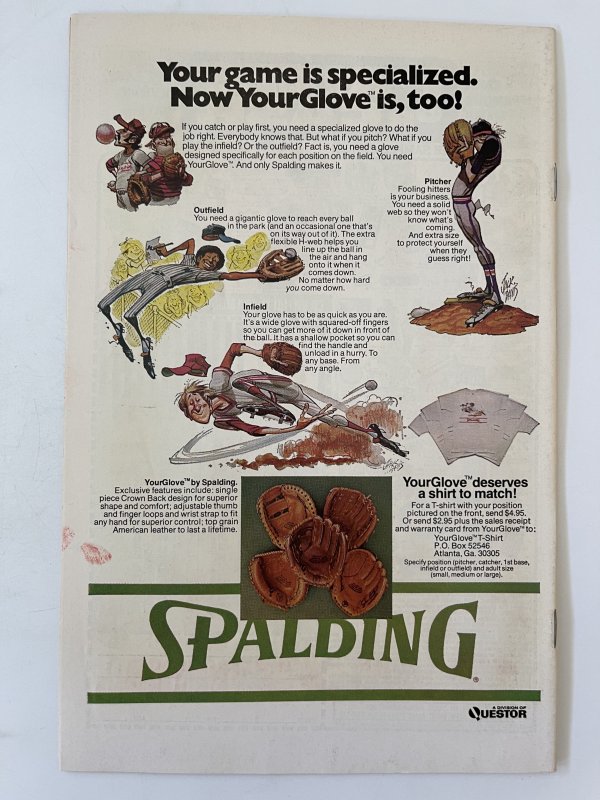 Your game is specialized.
Now YourGlove™ is, too!
If you catch or play first, you need a specialized glove to do the
job right. Everybody knows that. But what if you pitch? What if you
play the infield? Or the outfield? Fact is, you need a glove
designed specifically for each position on the field. You need
YourGlove™. And only Spalding makes it.
Pitcher
Fooling hitters
is your business.
You need a solid
web so they won't
know what's
coming.
And extra size
to protect yourself
when they
guess right!
Outfield
You need a gigantic glove to reach every ball
in the park (and an occasional one that's
on its way out of it). The extra
flexible H-web helps you
line up the ball in
the air and hang
onto it when it
comes down.
No matter how hard
you come down.
JACK DAVIS
Infield
Your glove has to be as quick as you are.
It's a wide glove with squared-off fingers
so you can get more of it down in front of
the ball. It has a shallow pocket so you can
find the handle and
unload in a hurry. To
any base. From
any angle.
JACK DAVIS
YourGlove™ by Spalding.
Exclusive features include: single
piece Crown Back design for superior
shape and comfort; adjustable thumb
and finger loops and wrist strap to fit
any hand for superior control; top grain
American leather to last a lifetime.
YourGlove™ deserves
a shirt to match!
For a T-shirt with your position
pictured on the front, send $4.95.
Or send $2.95 plus the sales receipt
and warranty card from YourGlove™ to:
YourGlove™ T-Shirt
P.O. Box 52546
Atlanta, Ga. 30305
Specify position (pitcher, catcher, 1st base,
infield or outfield) and adult size
(small, medium or large).
SPALDING®
A DIVISION OF
QUESTOR